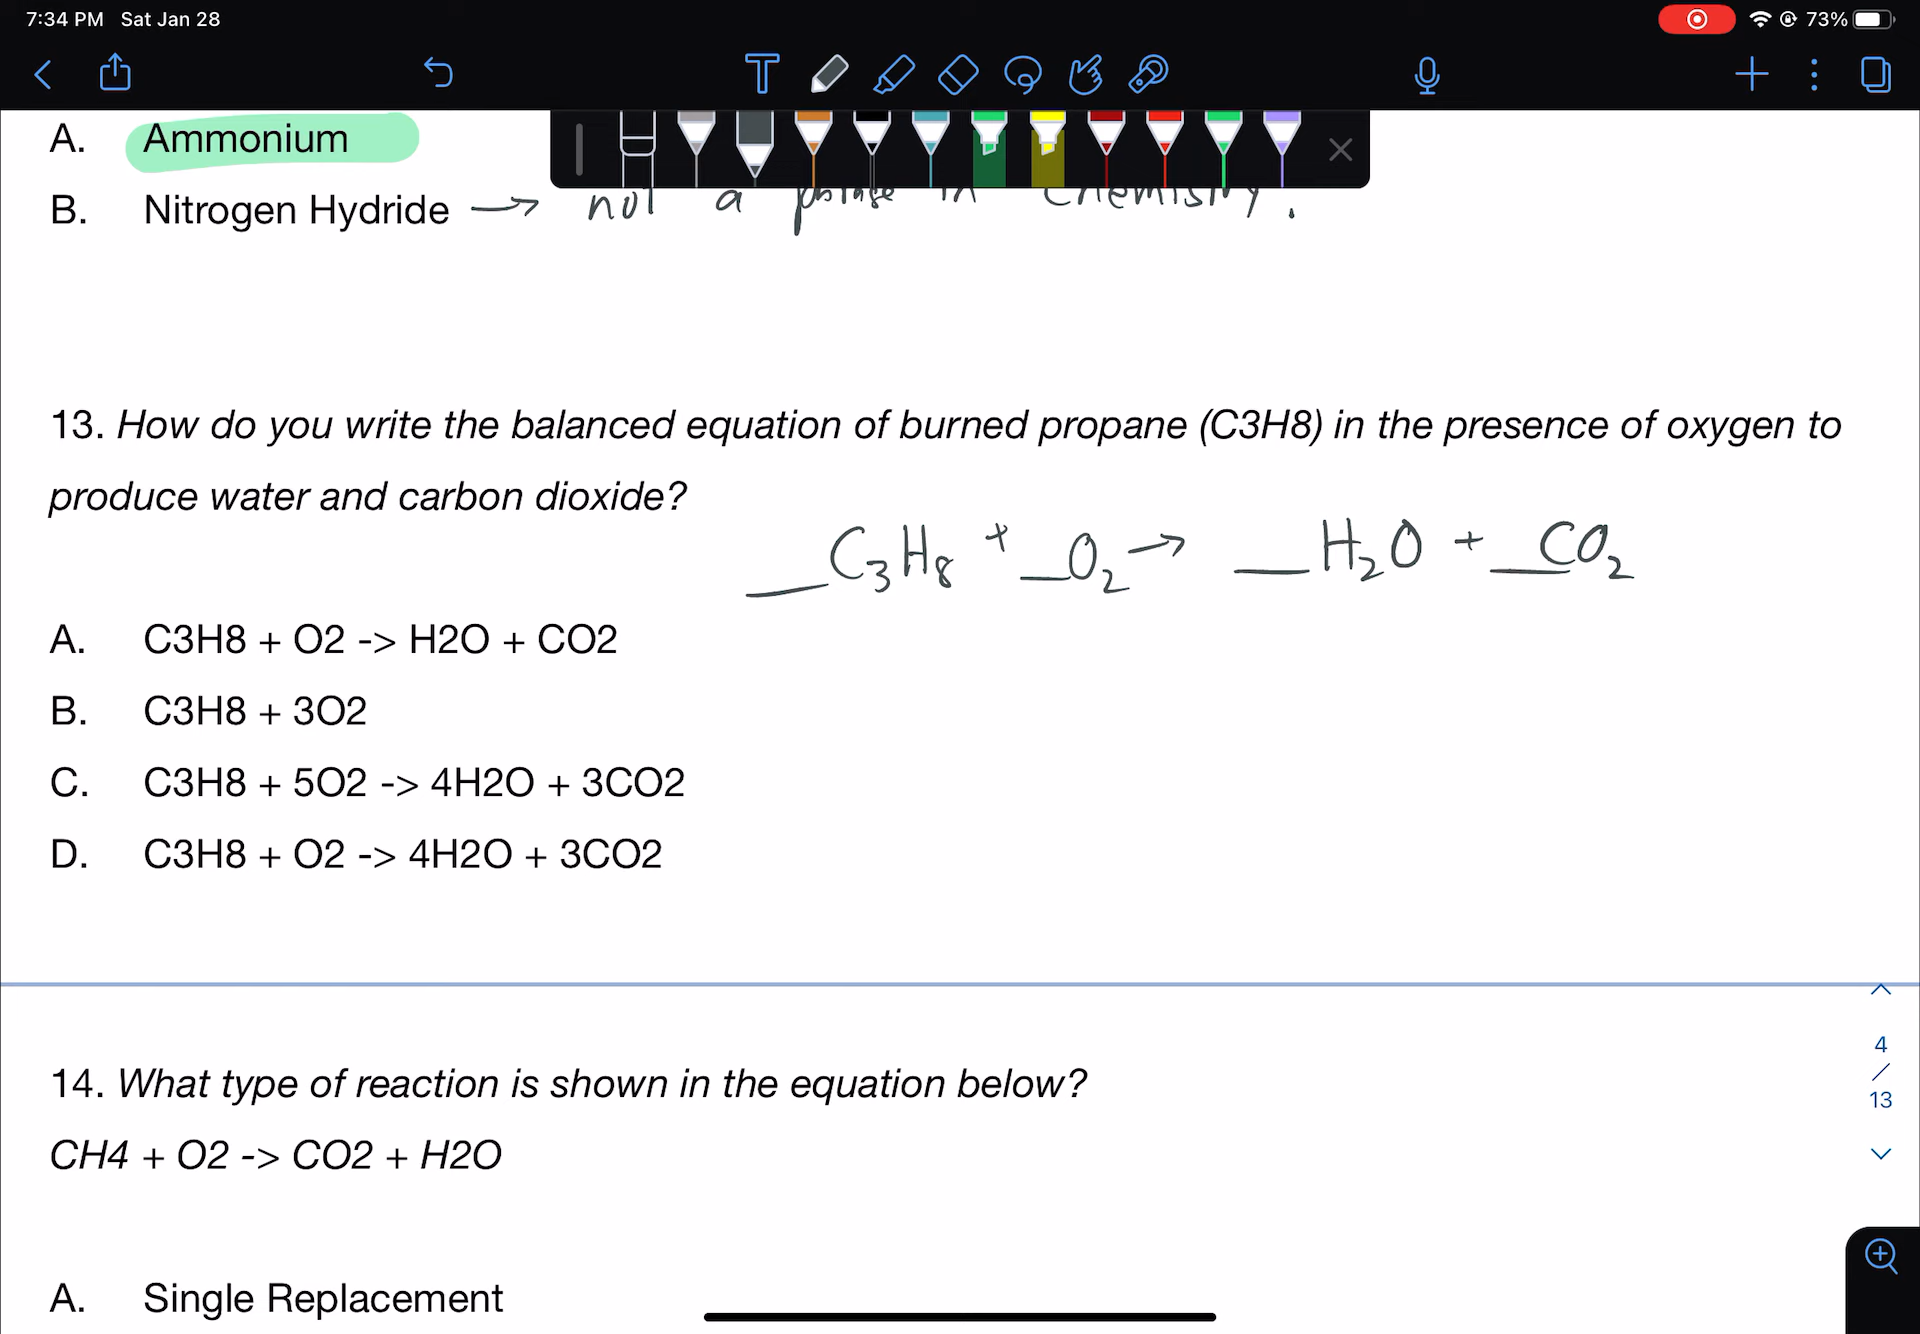 7:34 PM Sat Jan 28
73%
T
A. Ammonium
B. Nitrogen Hydride → not a phrase in chemistry.
13. How do you write the balanced equation of burned propane (C3H8) in the presence of oxygen to
produce water and carbon dioxide?
__C₃H₈ + __O₂ → __H₂O + __CO₂
A. C3H8 + O2 -> H2O + CO2
B. C3H8 + 3O2
C. C3H8 + 5O2 -> 4H2O + 3CO2
D. C3H8 + O2 -> 4H2O + 3CO2
4
/
13
14. What type of reaction is shown in the equation below?
CH4 + O2 -> CO2 + H2O
A. Single Replacement